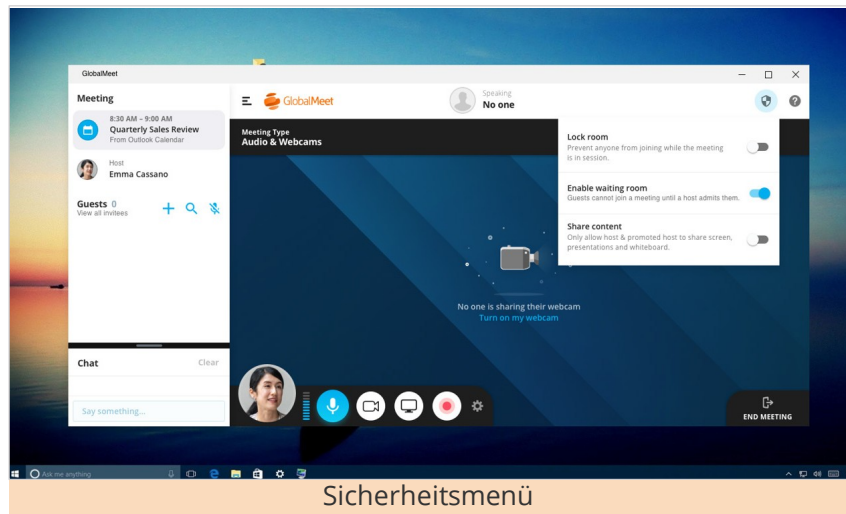 GlobalMeet
Meeting
8:30 AM – 9:00 AM
Quarterly Sales Review
From Outlook Calendar
Host
Emma Cassano
Guests 0
View all invitees
Chat
Clear
Say something...
GlobalMeet
Speaking
No one
Meeting Type
Audio & Webcams
Lock room
Prevent anyone from joining while the meeting
is in session.
Enable waiting room
Guests cannot join a meeting until a host admits them.
Share content
Only allow host & promoted host to share screen,
presentations and whiteboard.
No one is sharing their webcam
Turn on my webcam
END MEETING
Ask me anything
Sicherheitsmenü